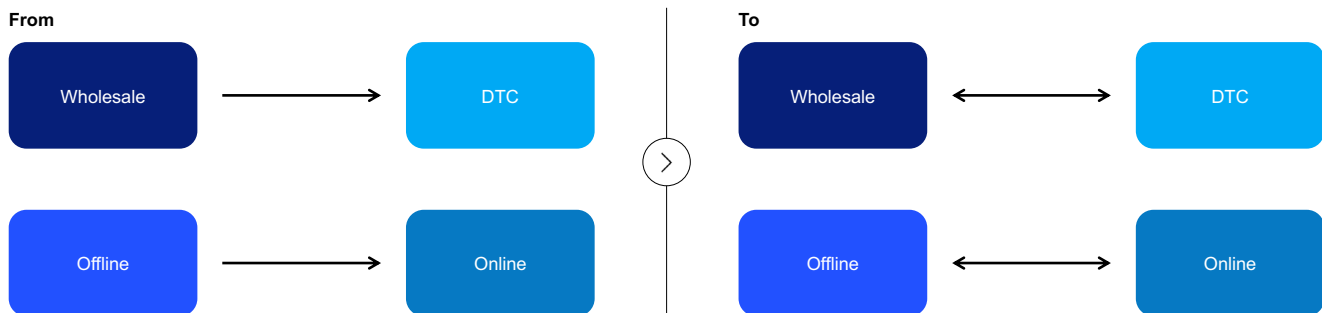 From
Wholesale
DTC
Offline
Online
To
Wholesale
DTC
Offline
Online